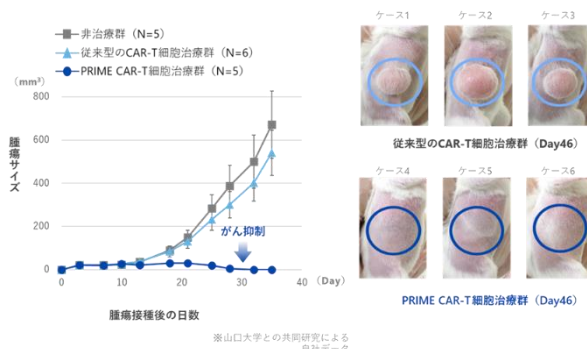 非治療群（N=5）
従来型のCAR-T細胞治療群（N=6）
PRIME CAR-T細胞治療群（N=5）
（mm³）
800
600
400
200
0
腫瘍サイズ
がん抑制
0
10
20
30
40
（Day）
腫瘍接種後の日数
ケース1
ケース2
ケース3
従来型のCAR-T細胞治療群（Day46）
ケース4
ケース5
ケース6
PRIME CAR-T細胞治療群（Day46）
※山口大学との共同研究による
自社データ